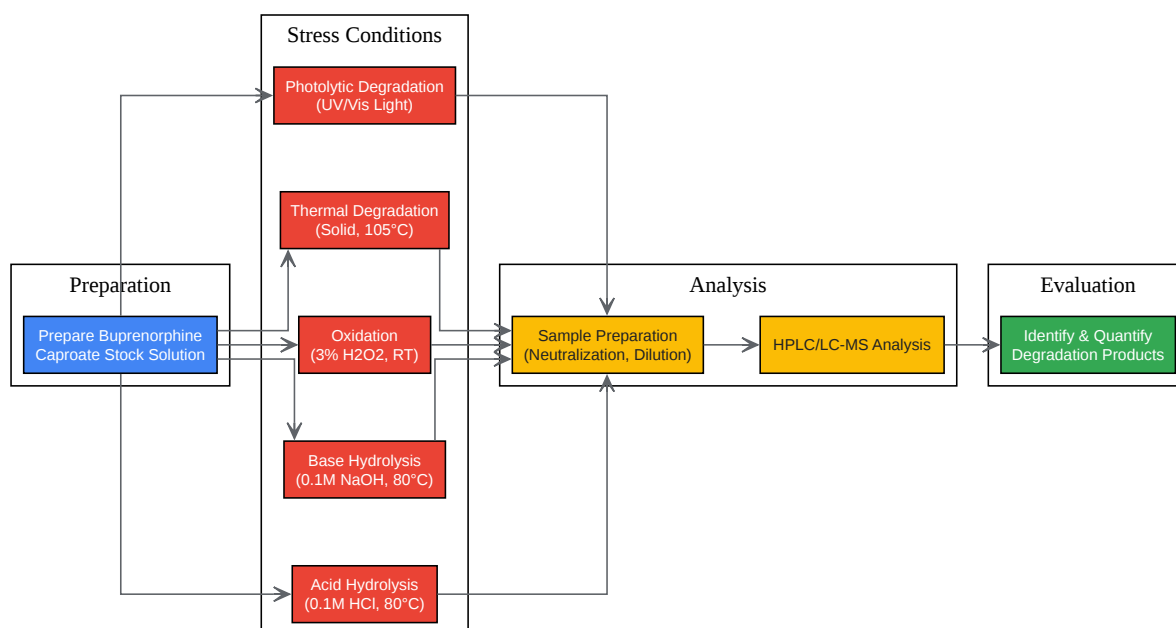 Stress Conditions
Photolytic Degradation
(UV/Vis Light)
Thermal Degradation
(Solid, 105°C)
Preparation
Prepare Buprenorphine
Caproate Stock Solution
Oxidation
(3% H2O2, RT)
Base Hydrolysis
(0.1M NaOH, 80°C)
Acid Hydrolysis
(0.1M HCl, 80°C)
Analysis
Sample Preparation
(Neutralization, Dilution)
HPLC/LC-MS Analysis
Evaluation
Identify & Quantify
Degradation Products